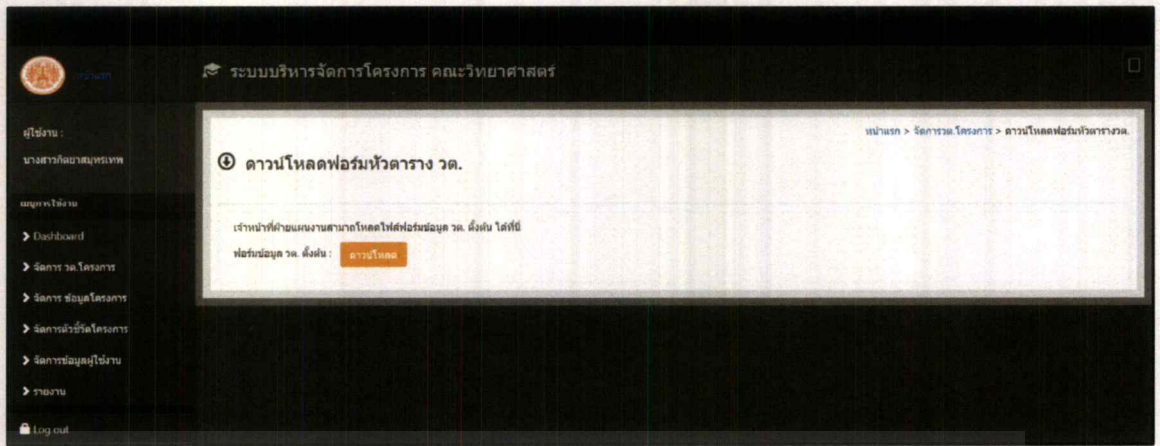 หน้าแรก
ระบบบริหารจัดการโครงการ คณะวิทยาศาสตร์
ผู้ใช้งาน :
นางสาวกิตยาสมุทรเทพ
เมนูการใช้งาน
Dashboard
จัดการ วต.โครงการ
จัดการ ข้อมูลโครงการ
จัดการตัวชี้วัดโครงการ
จัดการข้อมูลผู้ใช้งาน
รายงาน
Log out
หน้าแรก > จัดการวต.โครงการ > ดาวน์โหลดฟอร์มหัวตารางวต.
ดาวน์โหลดฟอร์มหัวตาราง วต.
เจ้าหน้าที่ฝ่ายแผนงานสามาถโหลดไฟล์ฟอร์มข้อมูล วต. ตั้งต้น ได้ที่นี่
ฟอร์มข้อมูล วต. ตั้งต้น :
ดาวน์โหลด